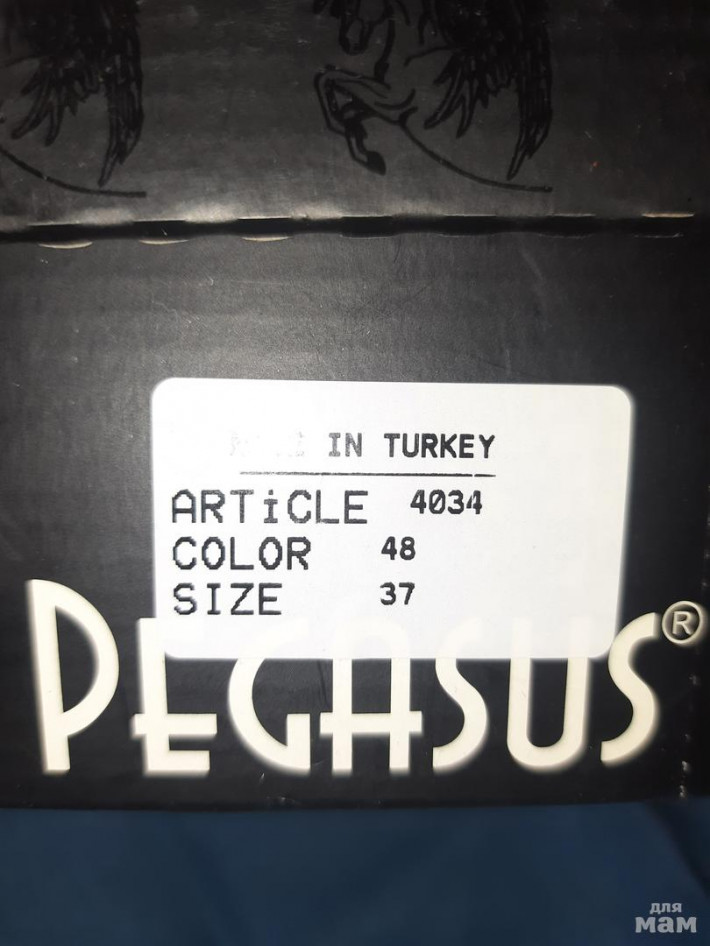 IN TURKEY
ARTiCLE 4034
COLOR 48
SIZE 37
PEGASUS®
для
мам